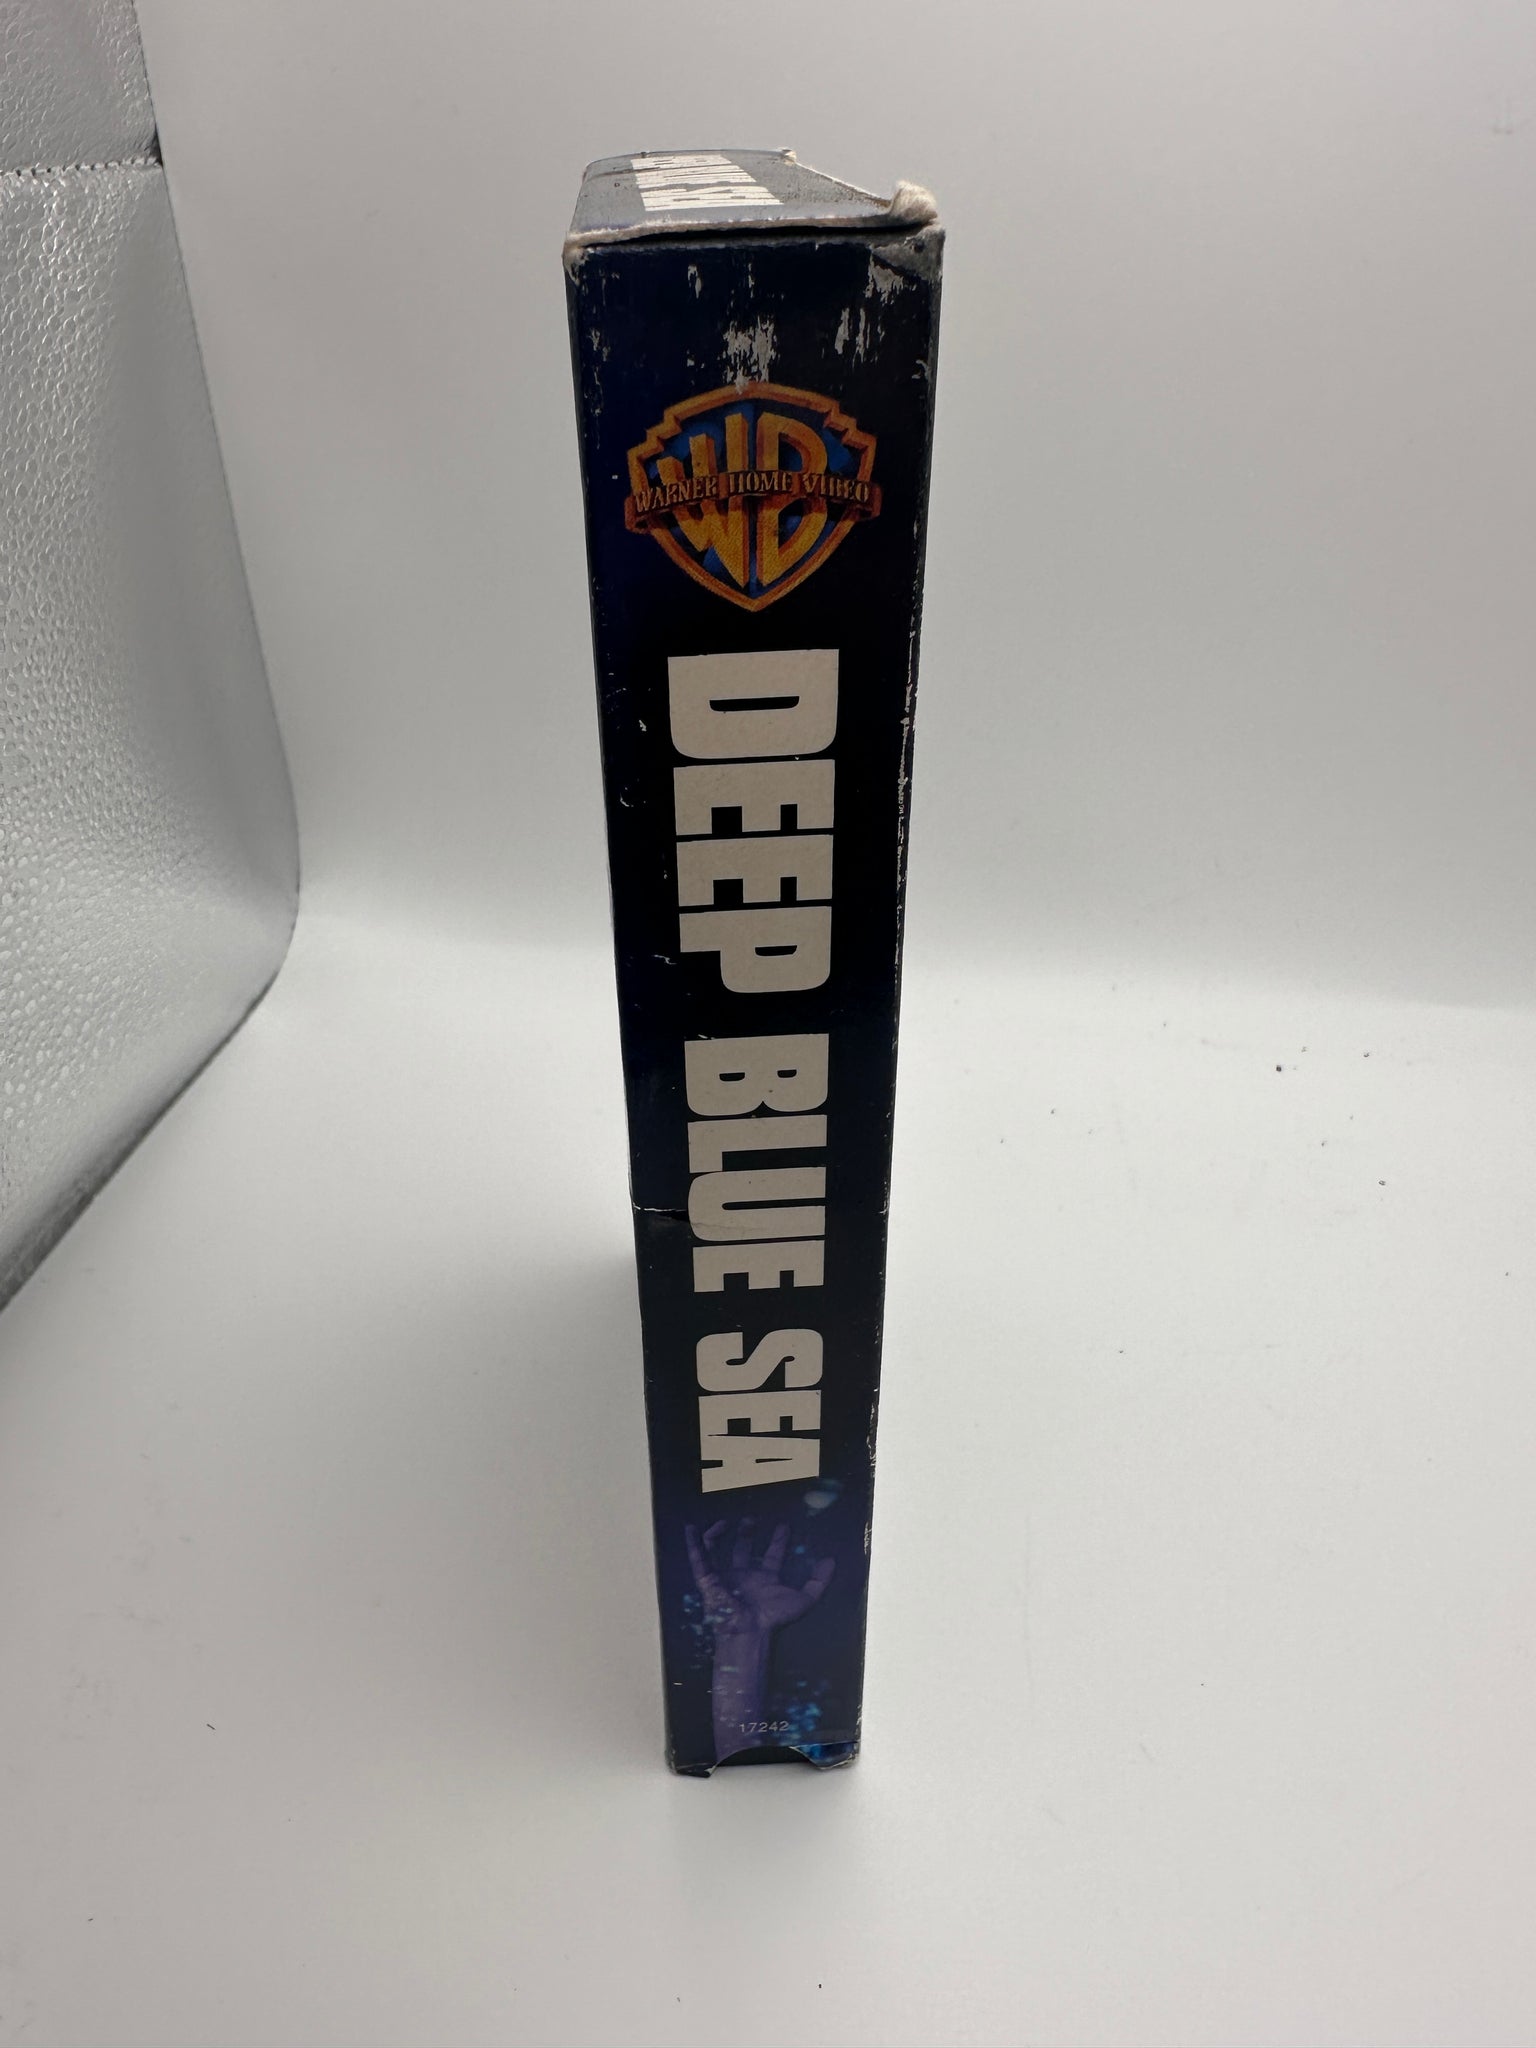 WB
WARNER HOME VIDEO
DEEP BLUE SEA
17242